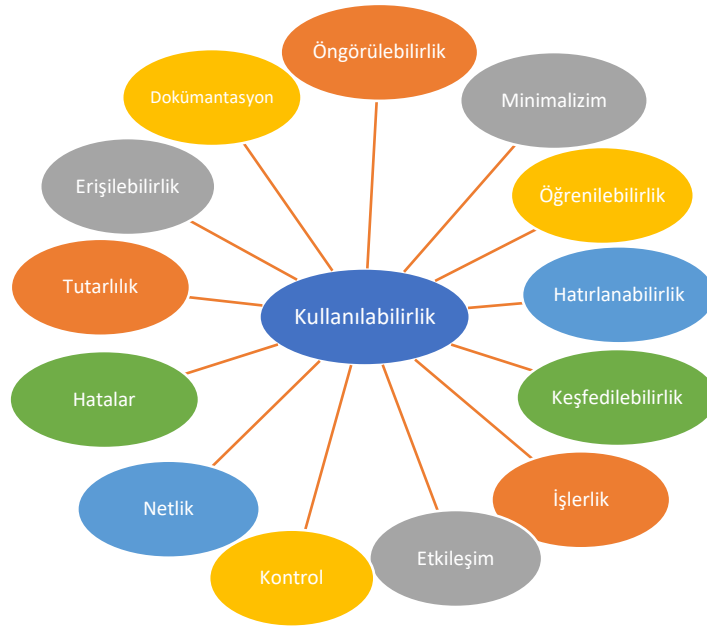 Öngörülebilirlik
Minimalizim
Öğrenilebilirlik
Hatırlanabilirlik
Keşfedilebilirlik
İşlerlik
Etkileşim
Kontrol
Netlik
Hatalar
Tutarlılık
Erişilebilirlik
Dokümantasyon
Kullanılabilirlik